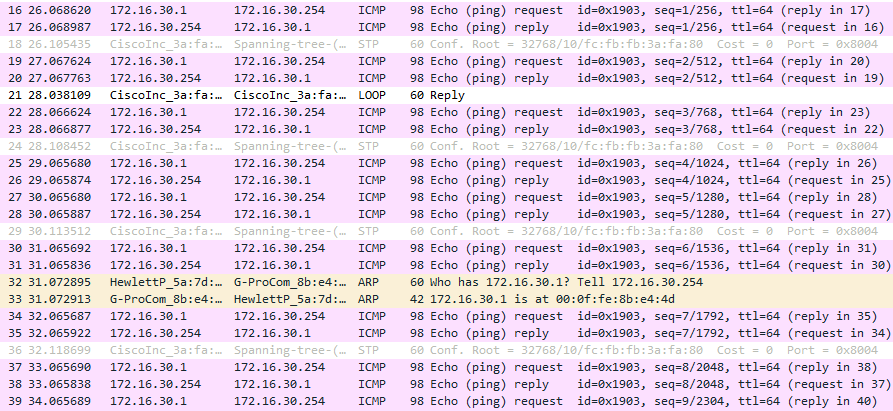 16 26.068620 172.16.30.1 172.16.30.254 ICMP 98 Echo (ping) request id=0x1903, seq=1/256, ttl=64 (reply in 17)
17 26.068987 172.16.30.254 172.16.30.1 ICMP 98 Echo (ping) reply id=0x1903, seq=1/256, ttl=64 (request in 16)
18 26.105435 CiscoInc_3a:fa:… Spanning-tree-(… STP 60 Conf. Root = 32768/10/fc:fb:fb:3a:fa:80 Cost = 0 Port = 0x8004
19 27.067624 172.16.30.1 172.16.30.254 ICMP 98 Echo (ping) request id=0x1903, seq=2/512, ttl=64 (reply in 20)
20 27.067763 172.16.30.254 172.16.30.1 ICMP 98 Echo (ping) reply id=0x1903, seq=2/512, ttl=64 (request in 19)
21 28.038109 CiscoInc_3a:fa:… CiscoInc_3a:fa:… LOOP 60 Reply
22 28.066624 172.16.30.1 172.16.30.254 ICMP 98 Echo (ping) request id=0x1903, seq=3/768, ttl=64 (reply in 23)
23 28.066877 172.16.30.254 172.16.30.1 ICMP 98 Echo (ping) reply id=0x1903, seq=3/768, ttl=64 (request in 22)
24 28.108452 CiscoInc_3a:fa:… Spanning-tree-(… STP 60 Conf. Root = 32768/10/fc:fb:fb:3a:fa:80 Cost = 0 Port = 0x8004
25 29.065680 172.16.30.1 172.16.30.254 ICMP 98 Echo (ping) request id=0x1903, seq=4/1024, ttl=64 (reply in 26)
26 29.065874 172.16.30.254 172.16.30.1 ICMP 98 Echo (ping) reply id=0x1903, seq=4/1024, ttl=64 (request in 25)
27 30.065680 172.16.30.1 172.16.30.254 ICMP 98 Echo (ping) request id=0x1903, seq=5/1280, ttl=64 (reply in 28)
28 30.065887 172.16.30.254 172.16.30.1 ICMP 98 Echo (ping) reply id=0x1903, seq=5/1280, ttl=64 (request in 27)
29 30.113512 CiscoInc_3a:fa:… Spanning-tree-(… STP 60 Conf. Root = 32768/10/fc:fb:fb:3a:fa:80 Cost = 0 Port = 0x8004
30 31.065692 172.16.30.1 172.16.30.254 ICMP 98 Echo (ping) request id=0x1903, seq=6/1536, ttl=64 (reply in 31)
31 31.065836 172.16.30.254 172.16.30.1 ICMP 98 Echo (ping) reply id=0x1903, seq=6/1536, ttl=64 (request in 30)
32 31.072895 HewlettP_5a:7d:… G-ProCom_8b:e4:… ARP 60 Who has 172.16.30.1? Tell 172.16.30.254
33 31.072913 G-ProCom_8b:e4:… HewlettP_5a:7d:… ARP 42 172.16.30.1 is at 00:0f:fe:8b:e4:4d
34 32.065687 172.16.30.1 172.16.30.254 ICMP 98 Echo (ping) request id=0x1903, seq=7/1792, ttl=64 (reply in 35)
35 32.065922 172.16.30.254 172.16.30.1 ICMP 98 Echo (ping) reply id=0x1903, seq=7/1792, ttl=64 (request in 34)
36 32.118699 CiscoInc_3a:fa:… Spanning-tree-(… STP 60 Conf. Root = 32768/10/fc:fb:fb:3a:fa:80 Cost = 0 Port = 0x8004
37 33.065690 172.16.30.1 172.16.30.254 ICMP 98 Echo (ping) request id=0x1903, seq=8/2048, ttl=64 (reply in 38)
38 33.065838 172.16.30.254 172.16.30.1 ICMP 98 Echo (ping) reply id=0x1903, seq=8/2048, ttl=64 (request in 37)
39 34.065689 172.16.30.1 172.16.30.254 ICMP 98 Echo (ping) request id=0x1903, seq=9/2304, ttl=64 (reply in 40)